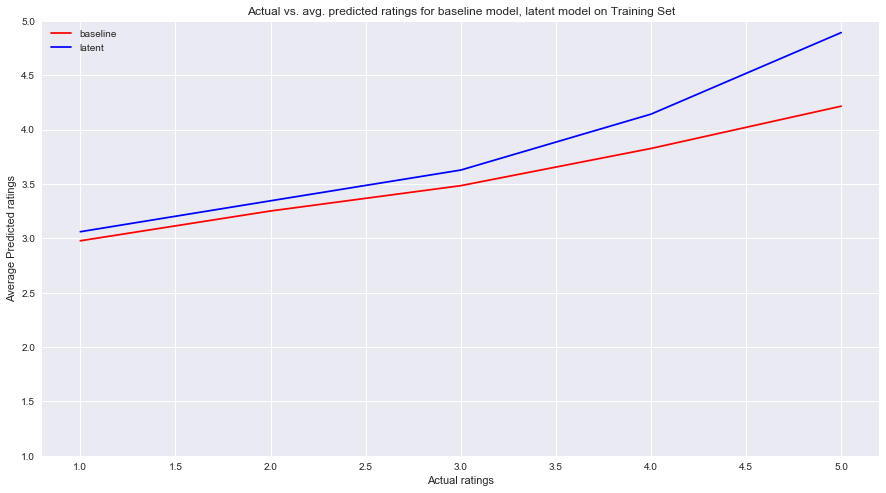 Actual vs. avg. predicted ratings for baseline model, latent model on Training Set
baseline
latent
Average Predicted ratings
5.0
4.5
4.0
3.5
3.0
2.5
2.0
1.5
1.0
1.0 1.5 2.0 2.5 3.0 3.5 4.0 4.5 5.0
Actual ratings